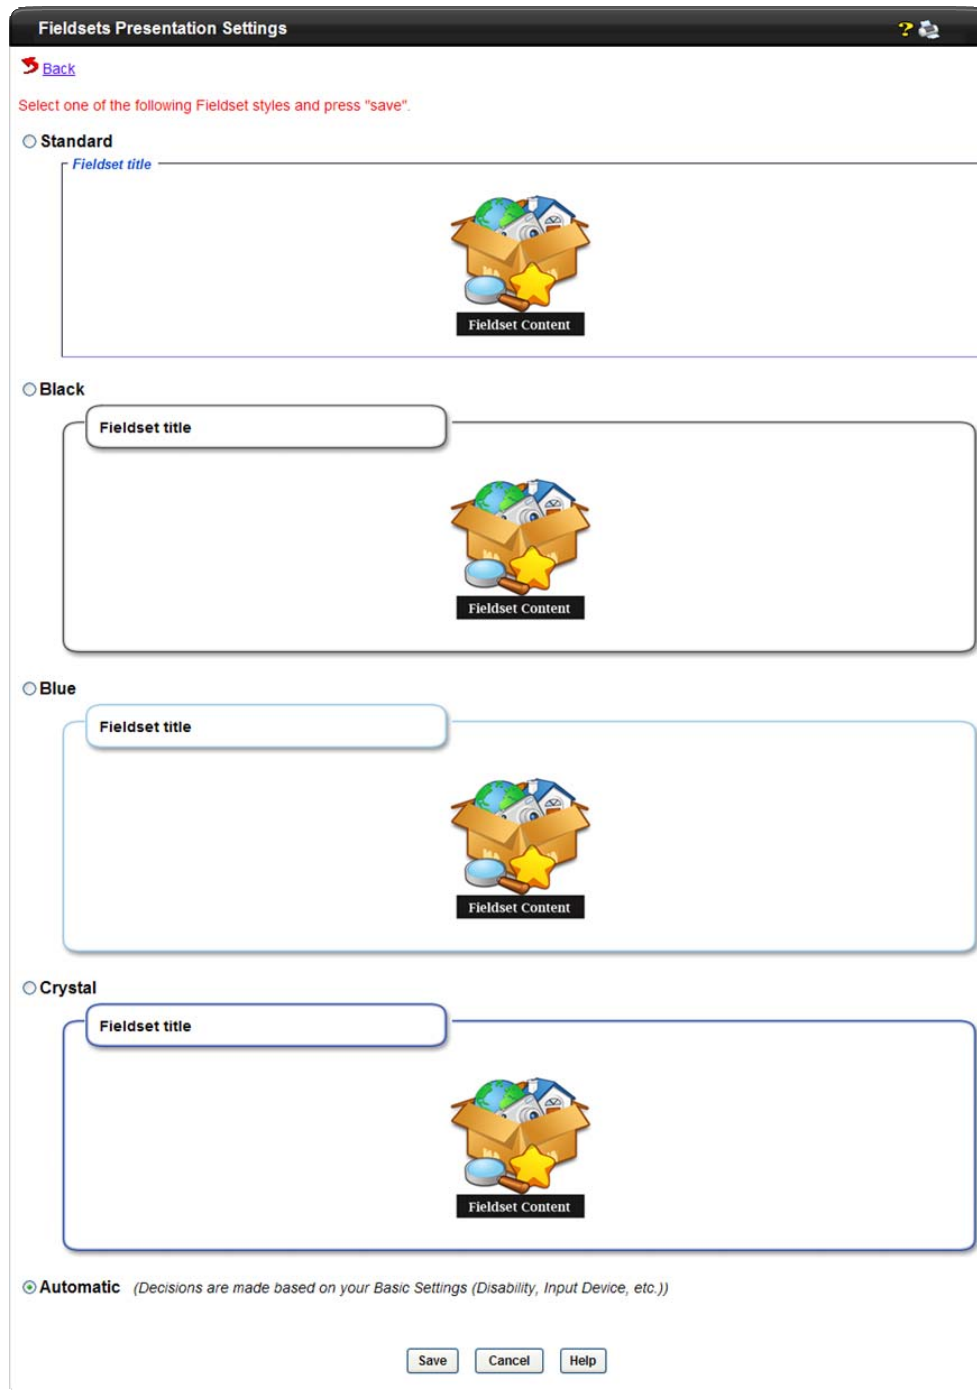 Fieldsets Presentation Settings
?
Back
Select one of the following Fieldset styles and press "save".
Standard
Fieldset title
Fieldset Content
Black
Fieldset title
Fieldset Content
Blue
Fieldset title
Fieldset Content
Crystal
Fieldset title
Fieldset Content
Automatic (Decisions are made based on your Basic Settings (Disability, Input Device, etc.))
Save Cancel Help